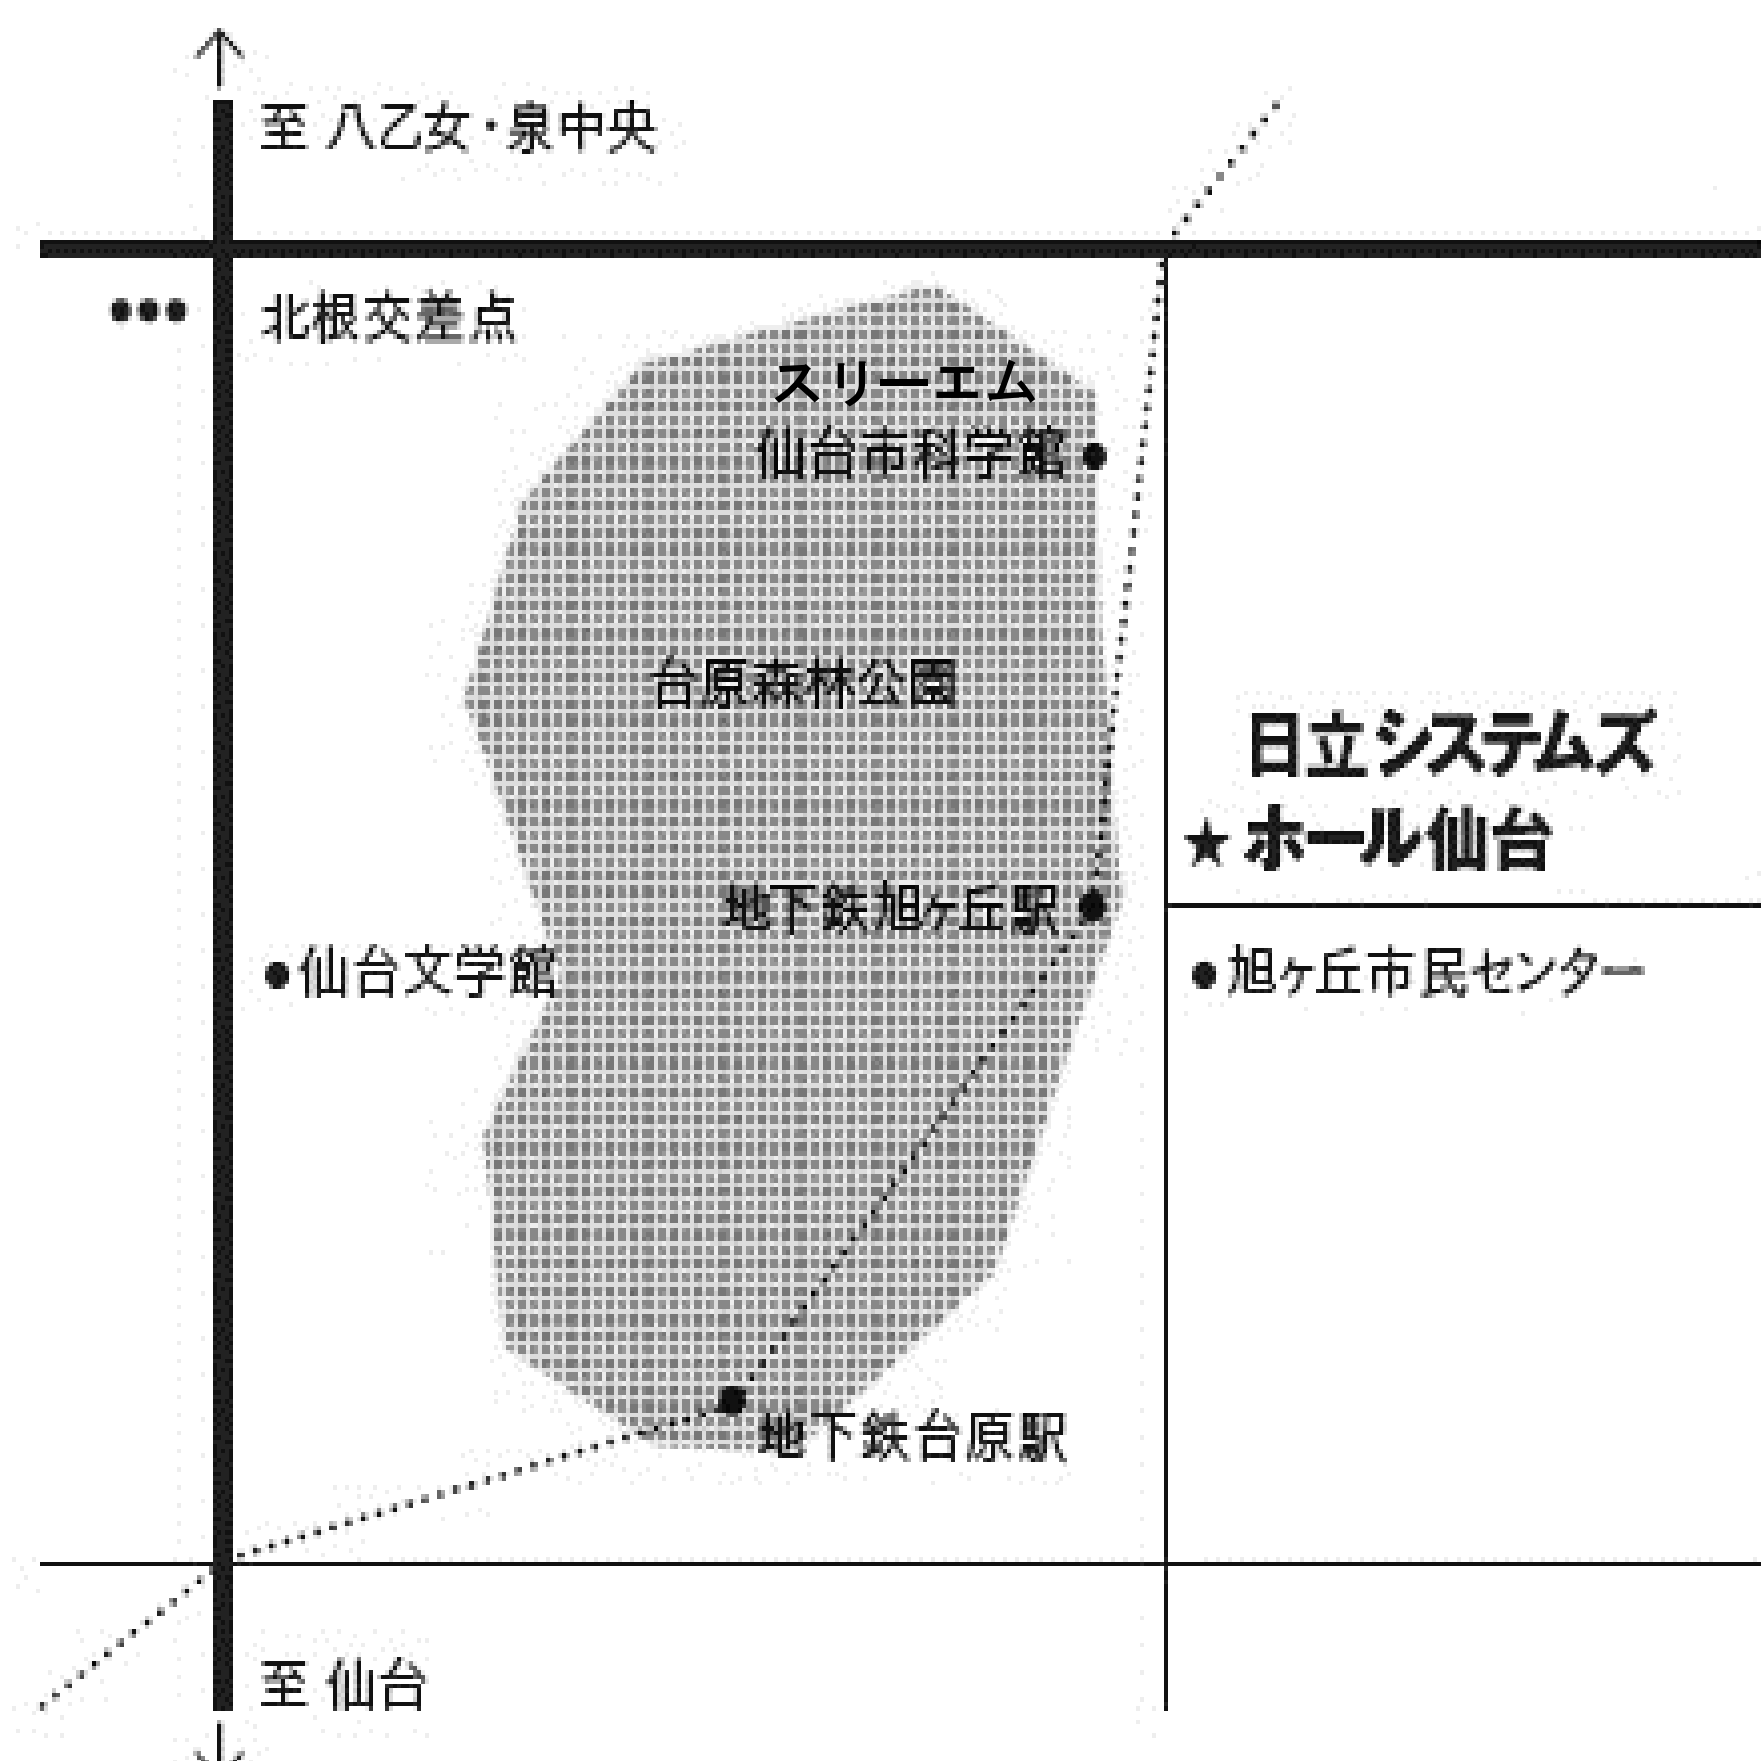 至 八乙女・泉中央
北根交差点
スリーエム
仙台市科学館
台原森林公園
日立システムズ
★ ホール仙台
地下鉄旭ヶ丘駅
仙台文学館
旭ヶ丘市民センター
地下鉄台原駅
至 仙台